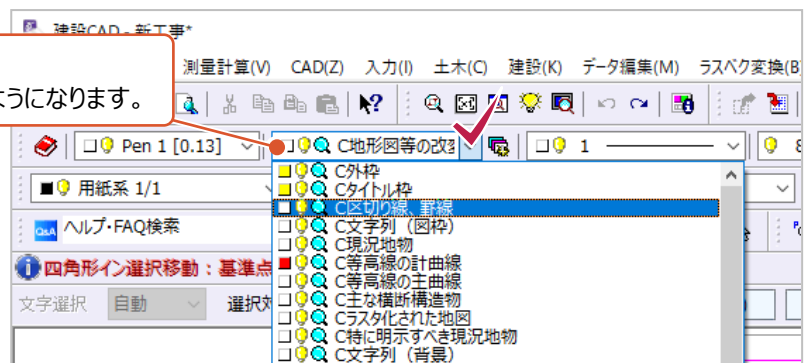 建設CAD - 新工事*
測量計算(V) CAD(Z) 入力(I) 土木(C) 建設(K) データ編集(M) ラスベク変換(B)
ようになります。
Pen 1 [0.13]
C地形図等の改
1
8
用紙系 1/1
C外枠
Cタイトル枠
C区切り線、罫線
C文字列（図枠）
C現況地物
C等高線の計曲線
C等高線の主曲線
C主な横断構造物
Cラスタ化された地図
C特に明示すべき現況地物
C文字列（背景）
Q&A ヘルプ・FAQ検索
四角形イン選択移動：基準点
文字選択 自動 選択対